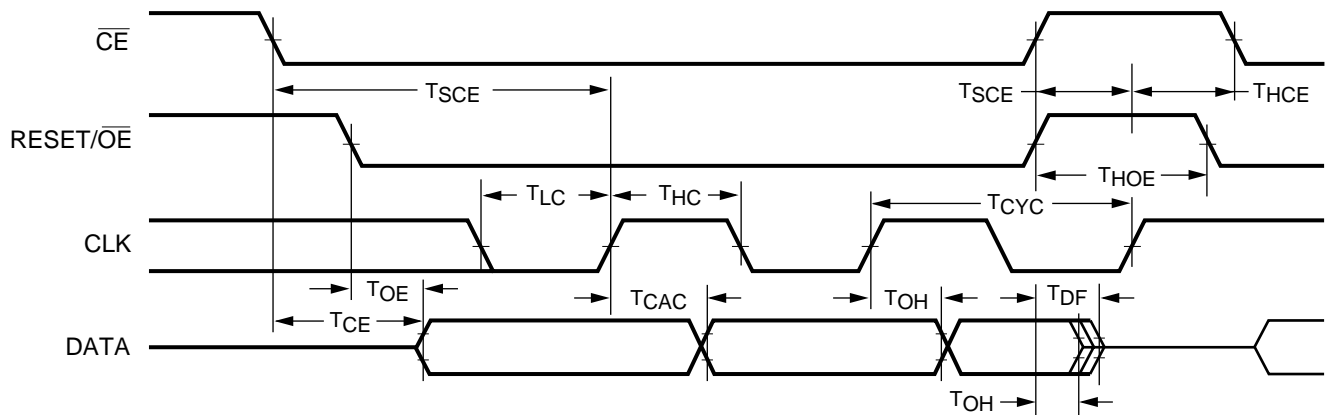 CE
TSCE
TSCE
THCE
RESET/OE
TLC
THC
THOE
TCYC
CLK
TOE
TCAC
TOH
TDF
TCE
DATA
TOH